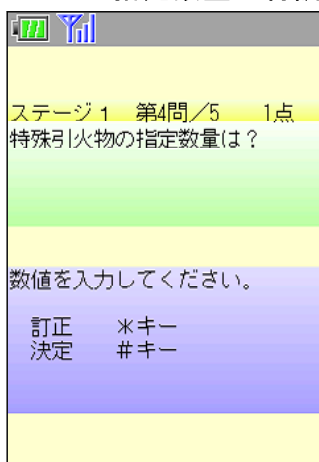 ステージ1 第4問/5 1点
特殊引火物の指定数量は？
数値を入力してください。
訂正 ＊キー
決定 ＃キー